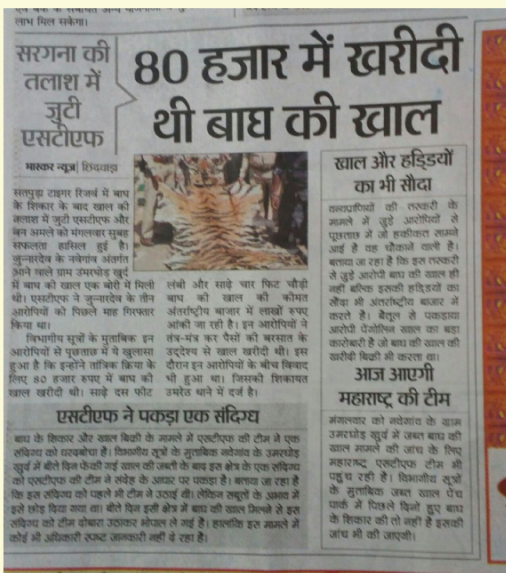 लाभ मिल सकेगा।
सरगना की
तलाश में
जुटी
एसटीएफ
80 हजार में खरीदी
थी बाघ की खाल
भास्कर न्यूज| छिंदवाड़ा
सतपुड़ा टाइगर रिजर्व में बाघ
के शिकार के बाद खाल की
तलाश में जुटी एसटीएफ और
वन अमले को मंगलवार सुबह
सफलता हासिल हुई है।
जुन्नारदेव के नवेगांव अंतर्गत
आने वाले ग्राम उमरघोड़ खुर्द
में बाघ की खाल एक बोरी में मिली
थी। एसटीएफ ने जुन्नारदेव के तीन
आरोपियों को पिछले माह गिरफ्तार
किया था।
विभागीय सूत्रों के मुताबिक इन
आरोपियों से पूछताछ में ये खुलासा
हुआ है कि इन्होंने तांत्रिक क्रिया के
लिए 80 हजार रुपए में बाघ की
खाल खरीदी थी। साढ़े दस फीट
लंबी और साढ़े चार फिट चौड़ी
बाघ की खाल की कीमत
अंतर्राष्ट्रीय बाजार में लाखों रुपए
आंकी जा रही है। इन आरोपियों ने
तंत्र-मंत्र कर पैसों की बरसात के
उद्देश्य से खाल खरीदी थी। इस
दौरान इन आरोपियों के बीच विवाद
भी हुआ था। जिसकी शिकायत
उमरेठ थाने में दर्ज है।
खाल और हड्डियों
का भी सौदा
वन्यप्राणियों की तस्करी के
मामले में जुड़े आरोपियों से
पूछताछ में जो हकीकत सामने
आई है वह चौकाने वाली है।
बताया जा रहा है कि इस तस्करी
से जुड़े आरोपी बाघ की खाल ही
नहीं बल्कि इसकी हड्डियों का
सौदा भी अंतर्राष्ट्रीय बाजार में
करते है। बैतूल से पकड़ाया
आरोपी पेंगोलिन खाल का बड़ा
कारोबारी है जो बाघ की खाल की
खरीदी बिक्री भी करता था।
आज आएगी
महाराष्ट्र की टीम
मंगलवार को नवेगांव के ग्राम
उमरघोड़ खुर्द में जब्त बाघ की
खाल मामले की जांच के लिए
महाराष्ट्र एसटीएफ टीम भी
पहुंच रही है। विभागीय सूत्रों
के मुताबिक जब्त खाल पेंच
पार्क में पिछले दिनों हुए बाघ
के शिकार की तो नहीं है इसकी
जांच भी की जाएगी।
एसटीएफ ने पकड़ा एक संदिग्ध
बाघ के शिकार और खाल बिक्री के मामले में एसटीएफ की टीम ने एक
संदिग्ध को धरदबोचा है। विभागीय सूत्रों के मुताबिक नवेगांव के उमरघोड़
खुर्द में बीते दिन फेंकी गई खाल की जब्ती के बाद इस क्षेत्र के एक संदिग्ध
को एसटीएफ की टीम ने संदेह के आधार पर पकड़ा है। बताया जा रहा है
कि इस संदिग्ध को पहले भी टीम ने उठाई थी। लेकिन सबूतों के अभाव में
इसे छोड़ दिया गया था। बीते दिन इसी क्षेत्र में बाघ की खाल मिलने से इस
संदिग्ध को टीम दोबारा उठाकर भोपाल ले गई है। हालांकि इस मामले में
कोई भी अधिकारी स्पष्ट जानकारी नहीं दे रहा है।